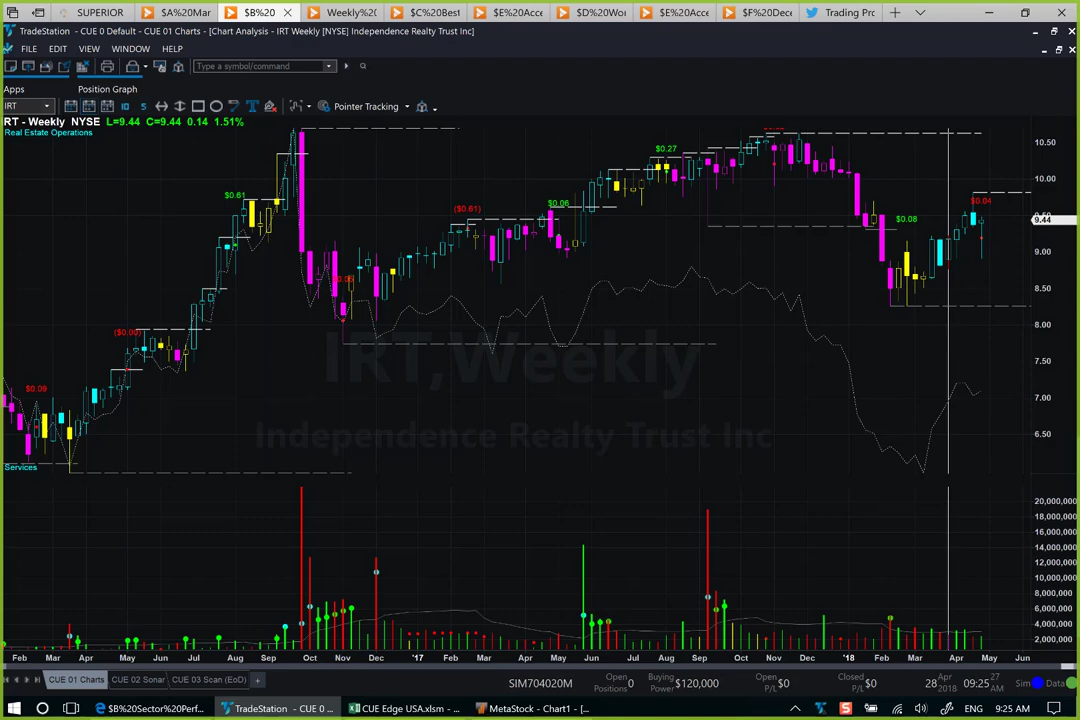 SUPERIOR
$A%20Mar
$B%20
Weekly%20
$C%20Best
$E%20Acce
$D%20Wor
$E%20Acce
$F%20Dece
Trading Pro
TradeStation - CUE 0 Default - CUE 01 Charts - [Chart Analysis - IRT Weekly [NYSE] Independence Realty Trust Inc]
FILE EDIT VIEW WINDOW HELP
Type a symbol/command
Apps Position Graph
IRT
10 5
T
Pointer Tracking
RT - Weekly NYSE L=9.44 C=9.44 0.14 1.51%
Real Estate Operations
10.50
$0.27
10.00
$0.61
$0.04
($0.61)
$0.06
$0.08
9.44
9.00
8.50
($0.00)
8.00
IRT,Weekly
7.50
$0.09
7.00
Independence Realty Trust Inc
6.50
Services
20,000,000
18,000,000
16,000,000
14,000,000
12,000,000
10,000,000
8,000,000
6,000,000
4,000,000
2,000,000
Feb Mar Apr May Jun Jul Aug Sep Oct Nov Dec '17 Feb Mar Apr May Jun Jul Aug Sep Oct Nov Dec '18 Feb Mar Apr May Jun
CUE 01 Charts CUE 02 Sonar CUE 03 Scan (EoD) +
SIM704020M
Open Positions 0
Buying Power $120,000
Open P/L $0
Closed P/L $0
28 Apr 2018
09:25 27 AM
Sim
Data
$B%20Sector%20Perf...
TradeStation - CUE 0 ...
CUE Edge USA.xlsm - ...
MetaStock - Chart1 - [...
9:25 AM